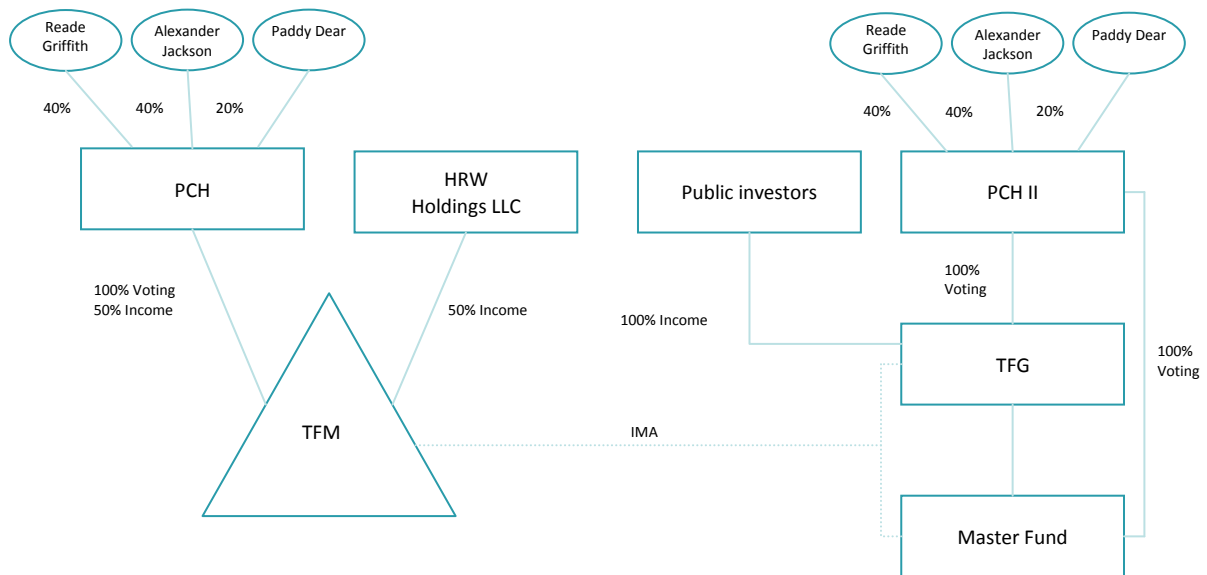 Reade
Griffith
Alexander
Jackson
Paddy Dear
Reade
Griffith
Alexander
Jackson
Paddy Dear
40%
40%
20%
40%
40%
20%
PCH
HRW
Holdings LLC
Public investors
PCH II
100% Voting
50% Income
50% Income
100% Income
100%
Voting
100%
Voting
TFG
TFM
IMA
Master Fund